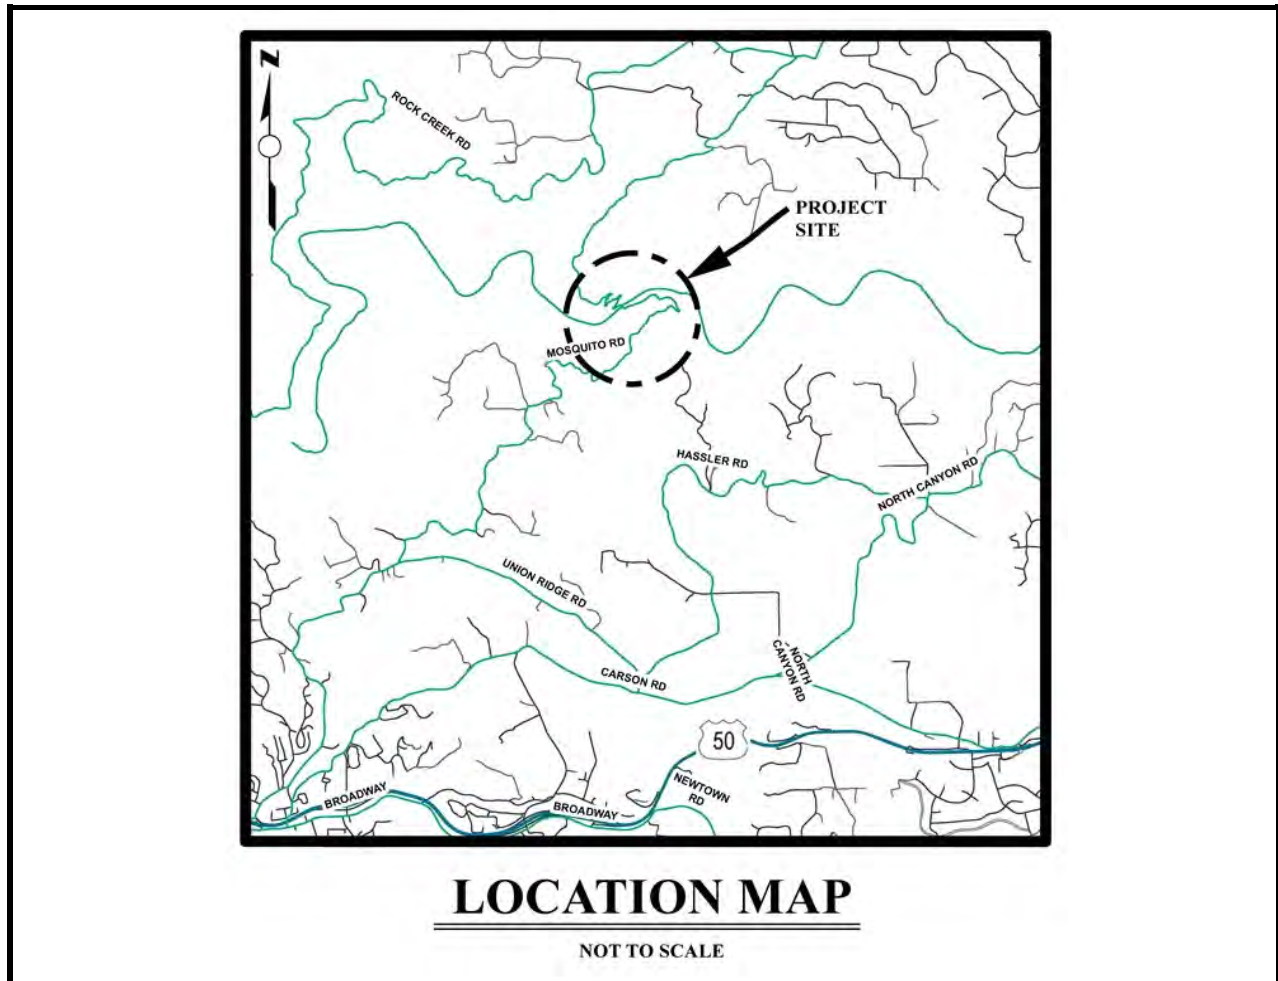 N
ROCK CREEK RD
PROJECT
SITE
MOSQUITO RD
HASSLER RD
NORTH CANYON RD
UNION RIDGE RD
NORTH
CANYON RD
CARSON RD
50
NEWTOWN
RD
BROADWAY
BROADWAY
LOCATION MAP
NOT TO SCALE